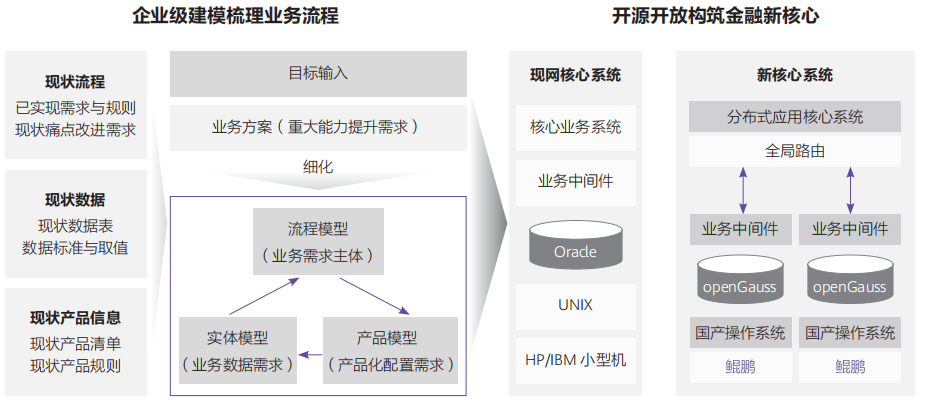 企业级建模梳理业务流程
开源开放构筑金融新核心
现状流程
已实现需求与规则
现状痛点改进需求
现状数据
现状数据表
数据标准与取值
现状产品信息
现状产品清单
现状产品规则
目标输入
业务方案（重大能力提升需求）
细化
流程模型
（业务需求主体）
实体模型
（业务数据需求）
产品模型
（产品化配置需求）
现网核心系统
核心业务系统
业务中间件
Oracle
UNIX
HP/IBM 小型机
新核心系统
分布式应用核心系统
全局路由
业务中间件
业务中间件
openGauss
openGauss
国产操作系统
国产操作系统
鲲鹏
鲲鹏